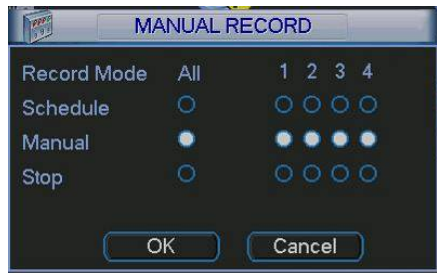 MANUAL RECORD
Record Mode All 1 2 3 4
Schedule
Manual
Stop
OK Cancel